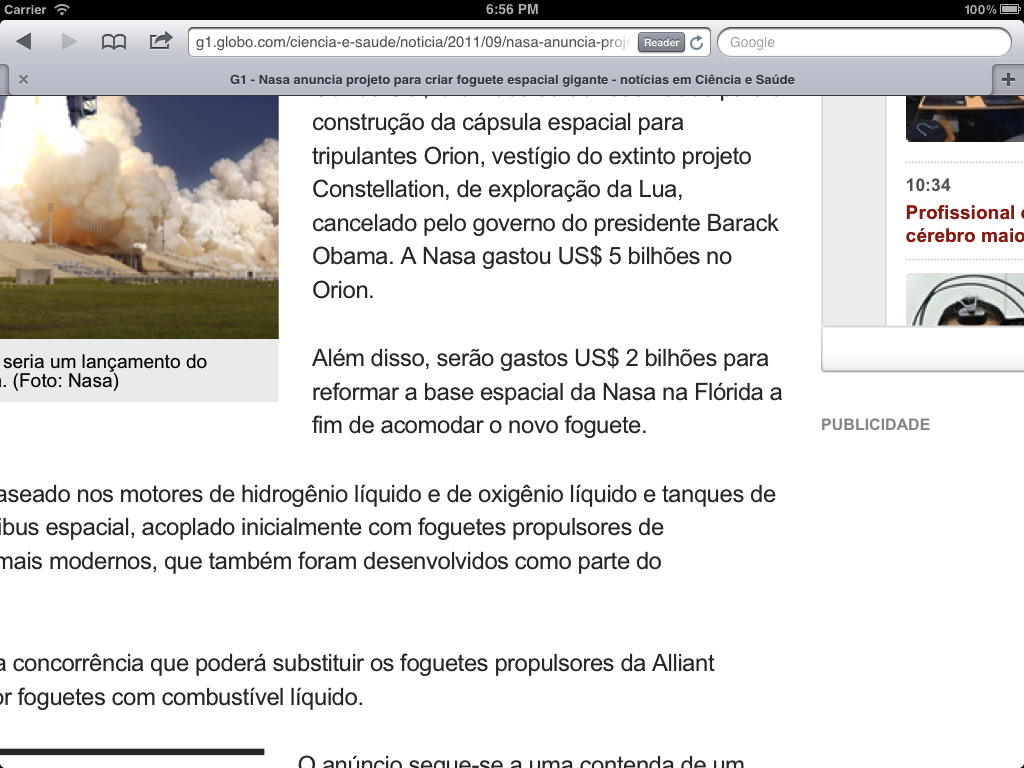 Carrier
6:56 PM
100%
g1.globo.com/ciencia-e-saude/noticia/2011/09/nasa-anuncia-proj
Reader
Google
G1 - Nasa anuncia projeto para criar foguete espacial gigante - notícias em Ciência e Saúde
construção da cápsula espacial para
tripulantes Orion, vestígio do extinto projeto
Constellation, de exploração da Lua,
cancelado pelo governo do presidente Barack
Obama. A Nasa gastou US$ 5 bilhões no
Orion.
seria um lançamento do
. (Foto: Nasa)
Além disso, serão gastos US$ 2 bilhões para
reformar a base espacial da Nasa na Flórida a
fim de acomodar o novo foguete.
aseado nos motores de hidrogênio líquido e de oxigênio líquido e tanques de
ibus espacial, acoplado inicialmente com foguetes propulsores de
mais modernos, que também foram desenvolvidos como parte do
a concorrência que poderá substituir os foguetes propulsores da Alliant
or foguetes com combustível líquido.
O anúncio segue-se a uma contenda de um
10:34
Profissional
cérebro maio
PUBLICIDADE